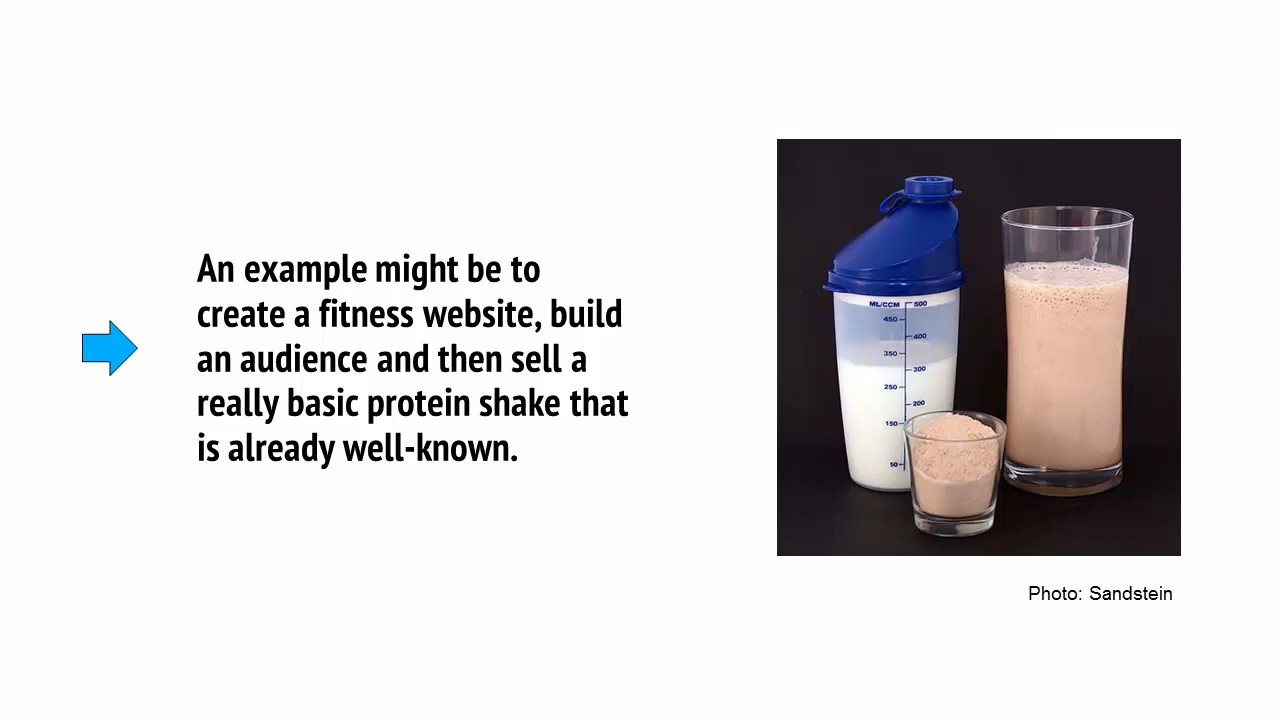 An example might be to
create a fitness website, build
an audience and then sell a
really basic protein shake that
is already well-known.
ML/CCM 500
450
400
350
300
250
200
150
50
Photo: Sandstein